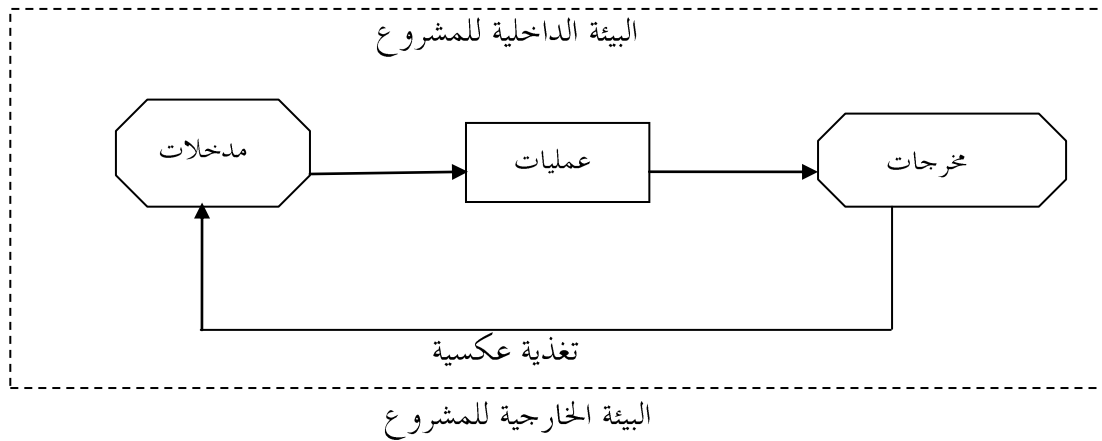 البيئة الداخلية للمشروع
مدخلات
عمليات
مخرجات
تغذية عكسية
البيئة الخارجية للمشروع